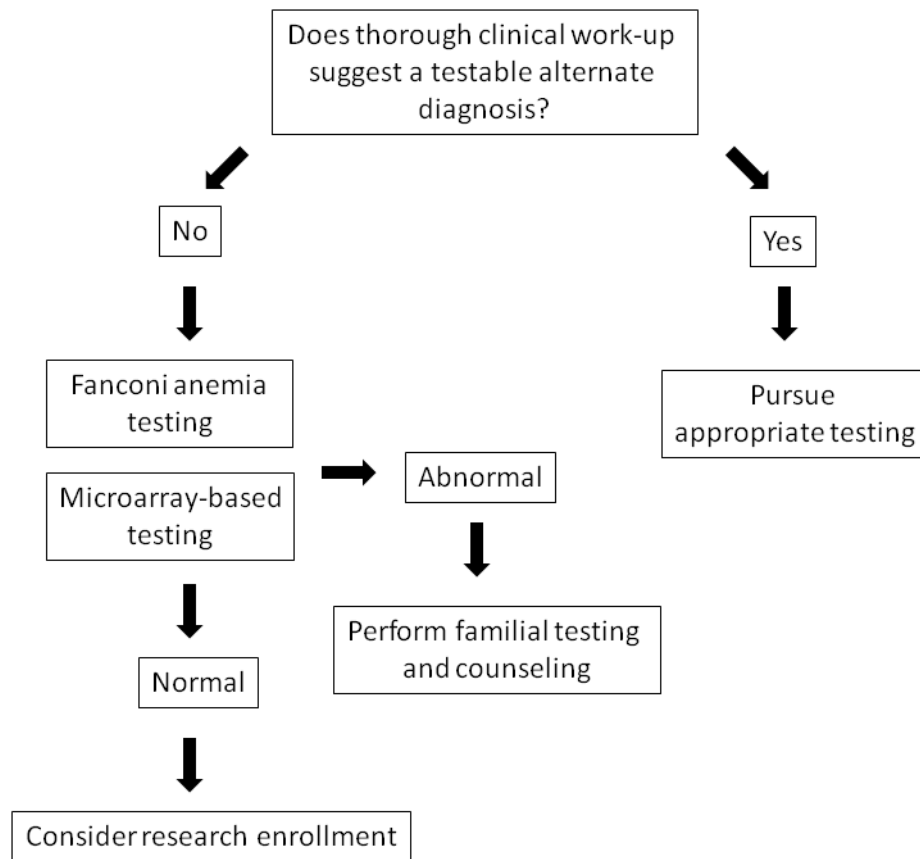 Does thorough clinical work-up
suggest a testable alternate
diagnosis?
No
Yes
Fanconi anemia
testing
Pursue
appropriate testing
Microarray-based
testing
Abnormal
Normal
Perform familial testing
and counseling
Consider research enrollment